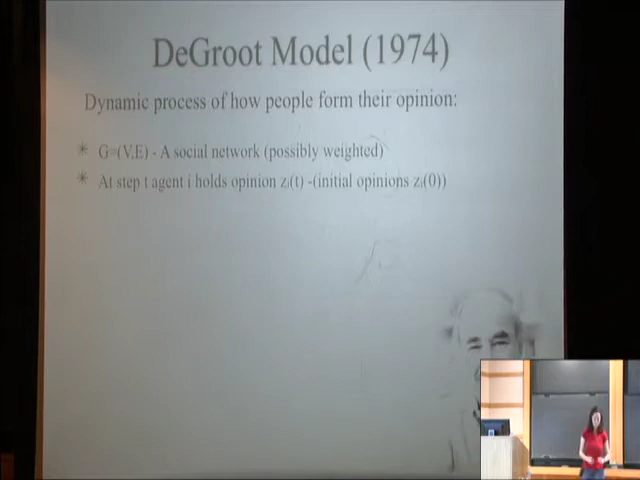 DeGroot Model (1974)
Dynamic process of how people form their opinion:
* G=(V,E) - A social network (possibly weighted)
* At step t agent i holds opinion zᵢ(t) -(initial opinions zᵢ(0))